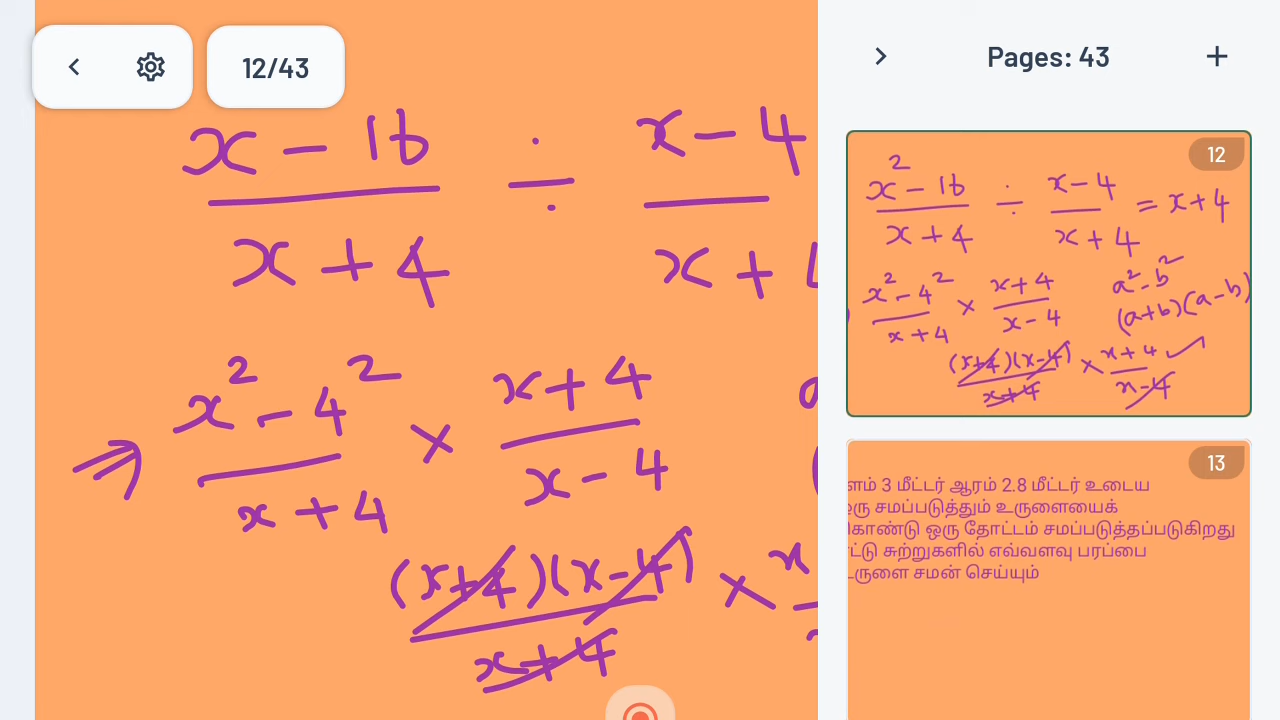 12/43
x - 16 / x + 4 ÷ x - 4 / x + 4
⇒ x² - 4² / x + 4 × x + 4 / x - 4
(x+4)(x-4) / x+4 × x
Pages: 43
12
x² - 16 / x + 4 ÷ x - 4 / x + 4 = x + 4
x² - 4² / x + 4 × x + 4 / x - 4
a² - b²
(a+b)(a-b)
(x+4)(x-4) / x+4 × x+4 / x-4 ✓
13
ளம் 3 மீட்டர் ஆரம் 2.8 மீட்டர் உடைய
ஒரு சமப்படுத்தும் உருளையைக்
கொண்டு ஒரு தோட்டம் சமப்படுத்தப்படுகிறது
ட்டு சுற்றுகளில் எவ்வளவு பரப்பை
உருளை சமன் செய்யும்